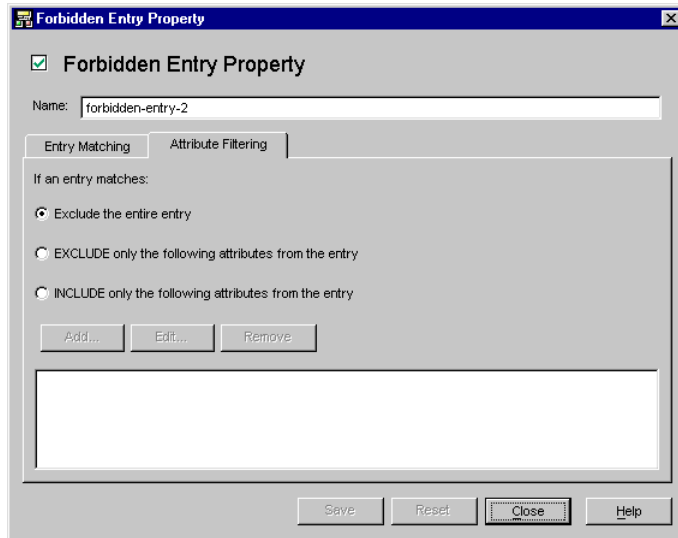 Forbidden Entry Property
Forbidden Entry Property
Name: forbidden-entry-2
Entry Matching Attribute Filtering
If an entry matches:
Exclude the entire entry
EXCLUDE only the following attributes from the entry
INCLUDE only the following attributes from the entry
Add... Edit... Remove
Save Reset Close Help